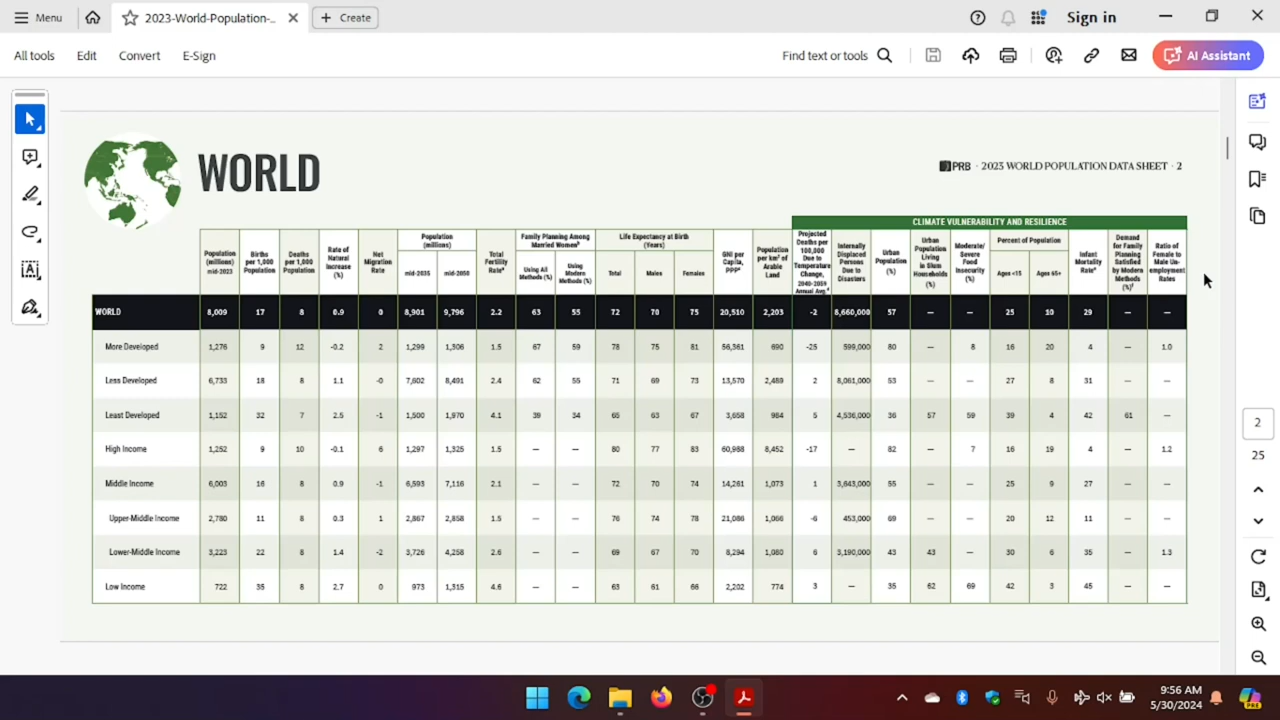 Menu 2023-World-Population-... Create Sign in
All tools Edit Convert E-Sign Find text or tools AI Assistant
WORLD
PRB · 2023 WORLD POPULATION DATA SHEET · 2
CLIMATE VULNERABILITY AND RESILIENCE
Population (millions) mid-2023
Births per 1,000 Population
Deaths per 1,000 Population
Rate of Natural Increase (%)
Net Migration Rate
Population (millions)
mid-2035 mid-2050
Total Fertility Rateᵃ
Family Planning Among Married Womenᵇ
Using All Methods (%) Using Modern Methods (%)
Life Expectancy at Birth (Years)
Total Males Females
GNI per Capita, PPPᶜ
Population per km² of Arable Land
Projected Deaths per 100,000 Due to Temperature Change, 2040-2059 Annual Avg.ᵈ
Internally Displaced Persons Due to Disasters
Urban Population (%)
Urban Population Living in Slum Households (%)
Moderate/ Severe Food Insecurity (%)
Percent of Population
Ages <15 Ages 65+
Infant Mortality Rateᵉ
Demand for Family Planning Satisfied by Modern Methods (%)ᶠ
Ratio of Female to Male Un-employment Rates
WORLD 8,009 17 8 0.9 0 8,901 9,796 2.2 63 55 72 70 75 20,510 2,203 -2 8,660,000 57 — — 25 10 29 — —
More Developed 1,276 9 12 -0.2 2 1,299 1,306 1.5 67 59 78 75 81 56,361 690 -25 599,000 80 — 8 16 20 4 — 1.0
Less Developed 6,733 18 8 1.1 -0 7,602 8,491 2.4 62 55 71 69 73 13,570 2,489 2 8,061,000 53 — — 27 8 31 — —
Least Developed 1,152 32 7 2.5 -1 1,500 1,970 4.1 39 34 65 63 67 3,658 984 5 4,536,000 36 57 59 39 4 42 61 —
High Income 1,252 9 10 -0.1 6 1,297 1,325 1.5 — — 80 77 83 60,988 8,452 -17 — 82 — 7 16 19 4 — 1.2
Middle Income 6,003 16 8 0.9 -1 6,593 7,116 2.1 — — 72 70 74 14,261 1,073 1 3,643,000 55 — — 25 9 27 — —
Upper-Middle Income 2,780 11 8 0.3 1 2,867 2,858 1.5 — — 76 74 78 21,086 1,066 -6 453,000 69 — — 20 12 11 — —
Lower-Middle Income 3,223 22 8 1.4 -2 3,726 4,258 2.6 — — 69 67 70 8,294 1,080 6 3,190,000 43 43 — 30 6 35 — 1.3
Low Income 722 35 8 2.7 0 973 1,315 4.6 — — 63 61 66 2,202 774 3 — 35 62 69 42 3 45 — —
2
25
9:56 AM
5/30/2024
PRE